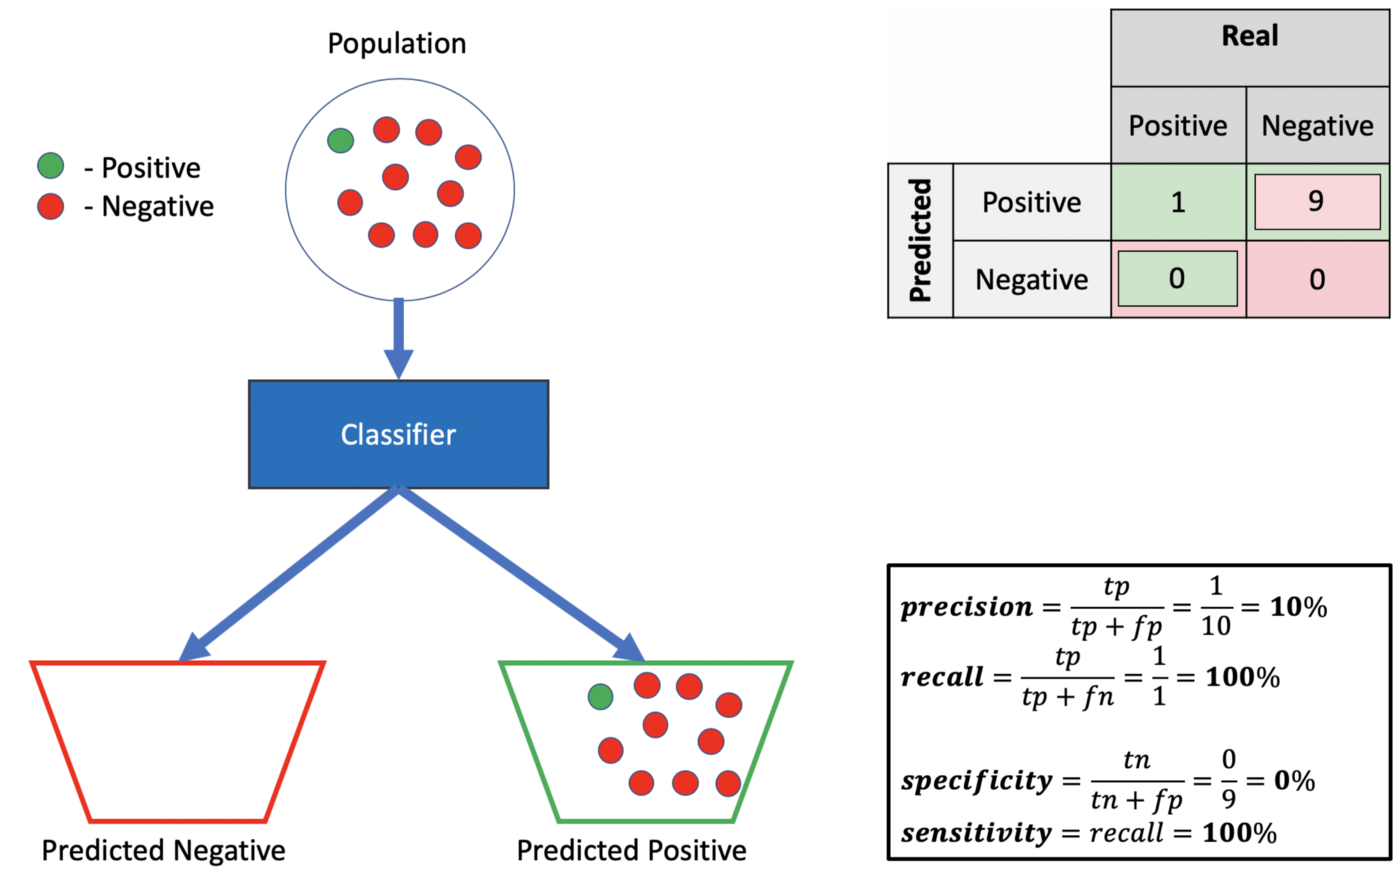 Population
- Positive
- Negative
Classifier
Predicted Negative
Predicted Positive
Real
Positive Negative
Predicted
Positive 1 9
Negative 0 0
precision = tp / (tp + fp) = 1/10 = 10%
recall = tp / (tp + fn) = 1/1 = 100%
specificity = tn / (tn + fp) = 0/9 = 0%
sensitivity = recall = 100%